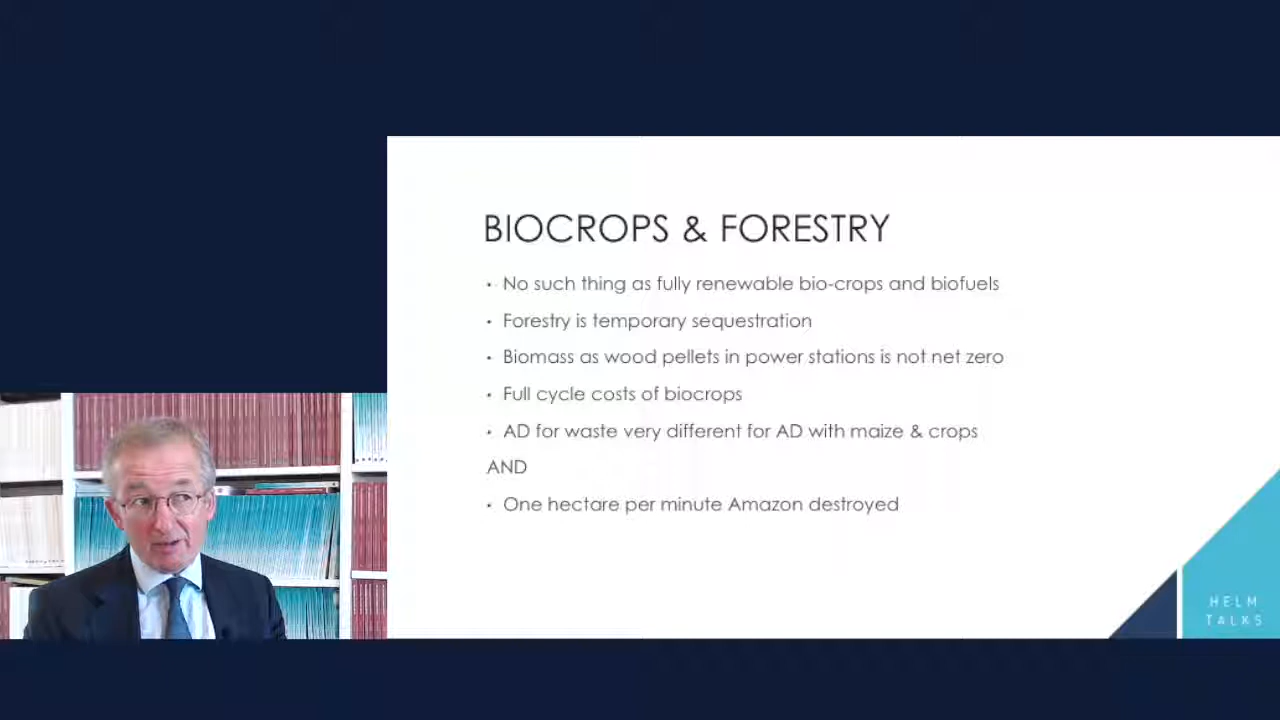 BIOCROPS & FORESTRY
• No such thing as fully renewable bio-crops and biofuels
• Forestry is temporary sequestration
• Biomass as wood pellets in power stations is not net zero
• Full cycle costs of biocrops
• AD for waste very different for AD with maize & crops
AND
• One hectare per minute Amazon destroyed
HELM
TALKS